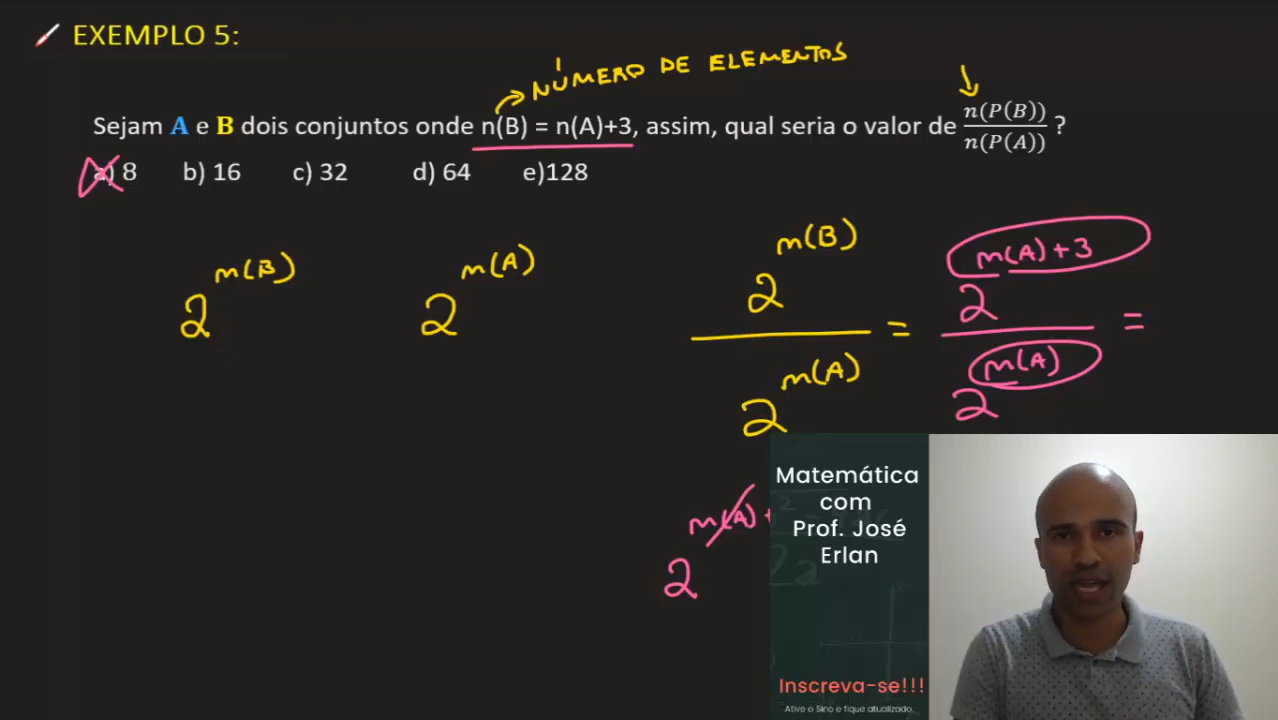 EXEMPLO 5:
NÚMERO DE ELEMENTOS
Sejam A e B dois conjuntos onde n(B) = n(A)+3, assim, qual seria o valor de n(P(B))/n(P(A)) ?
a) 8 b) 16 c) 32 d) 64 e)128
2^n(B) 2^n(A) 2^n(B)/2^n(A) = 2^n(A)+3/2^n(A) =
2^n(A)+
Matemática
com
Prof. José
Erlan
Inscreva-se!!!
Ative o Sino e fique atualizado.